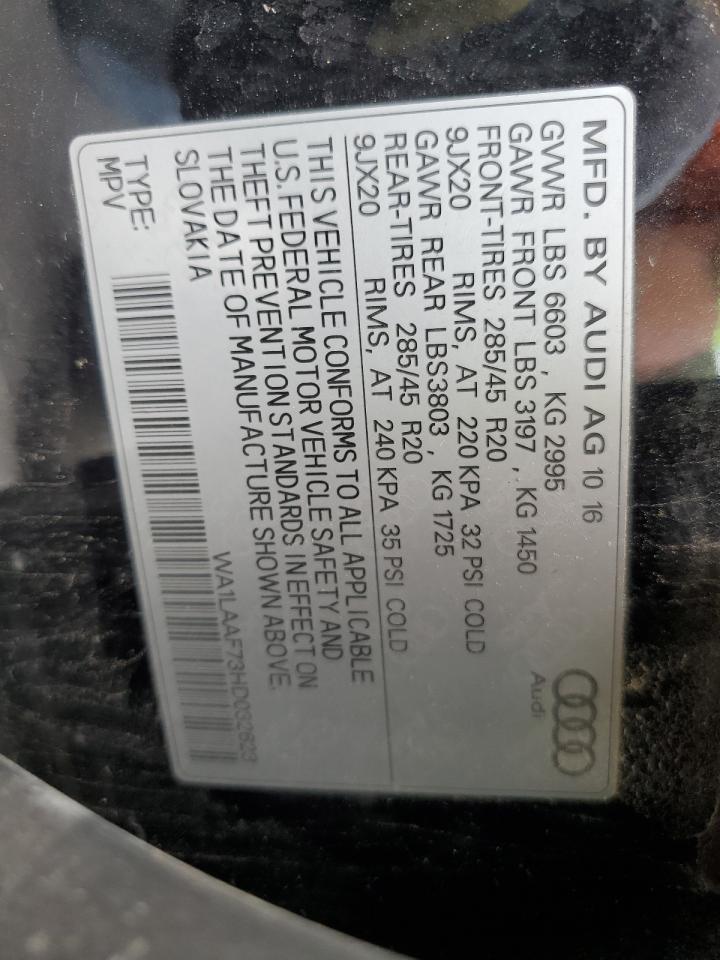 MFD. BY AUDI AG 10 16
Audi
GVWR LBS 6603 , KG 2995
GAWR FRONT LBS 3197 , KG 1450
FRONT-TIRES 285/45 R20
9JX20 RIMS, AT 220 KPA 32 PSI COLD
GAWR REAR LBS3803 , KG 1725
REAR-TIRES 285/45 R20
9JX20 RIMS, AT 240 KPA 35 PSI COLD
THIS VEHICLE CONFORMS TO ALL APPLICABLE
U.S. FEDERAL MOTOR VEHICLE SAFETY AND
THEFT PREVENTION STANDARDS IN EFFECT ON
THE DATE OF MANUFACTURE SHOWN ABOVE.
SLOVAKIA
WA1LAAF73HD032623
TYPE:
MPV